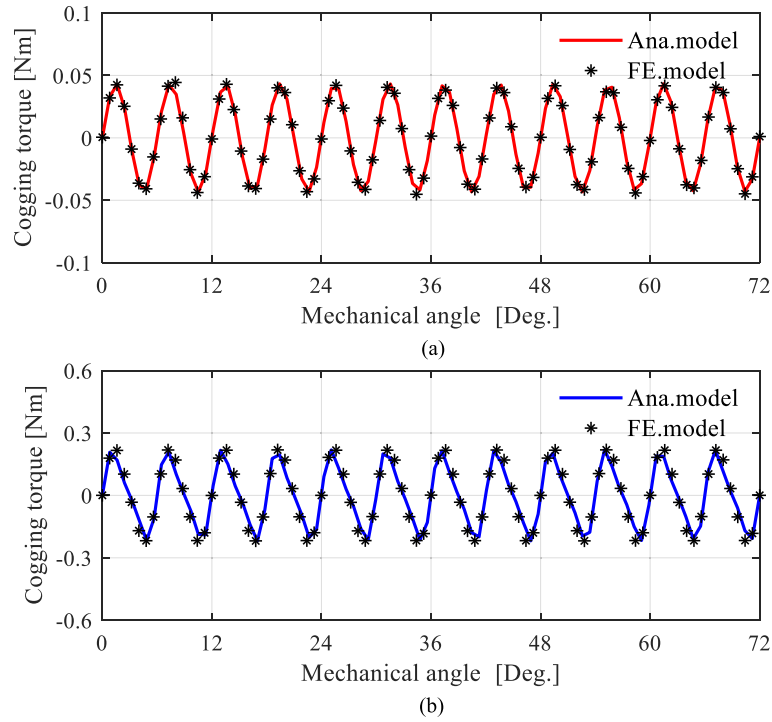 0.1
0.05
0
-0.05
-0.1
Cogging torque [Nm]
Ana.model
FE.model
0 12 24 36 48 60 72
Mechanical angle [Deg.]
(a)
0.6
0.3
0
-0.3
-0.6
Cogging torque [Nm]
Ana.model
FE.model
0 12 24 36 48 60 72
Mechanical angle [Deg.]
(b)